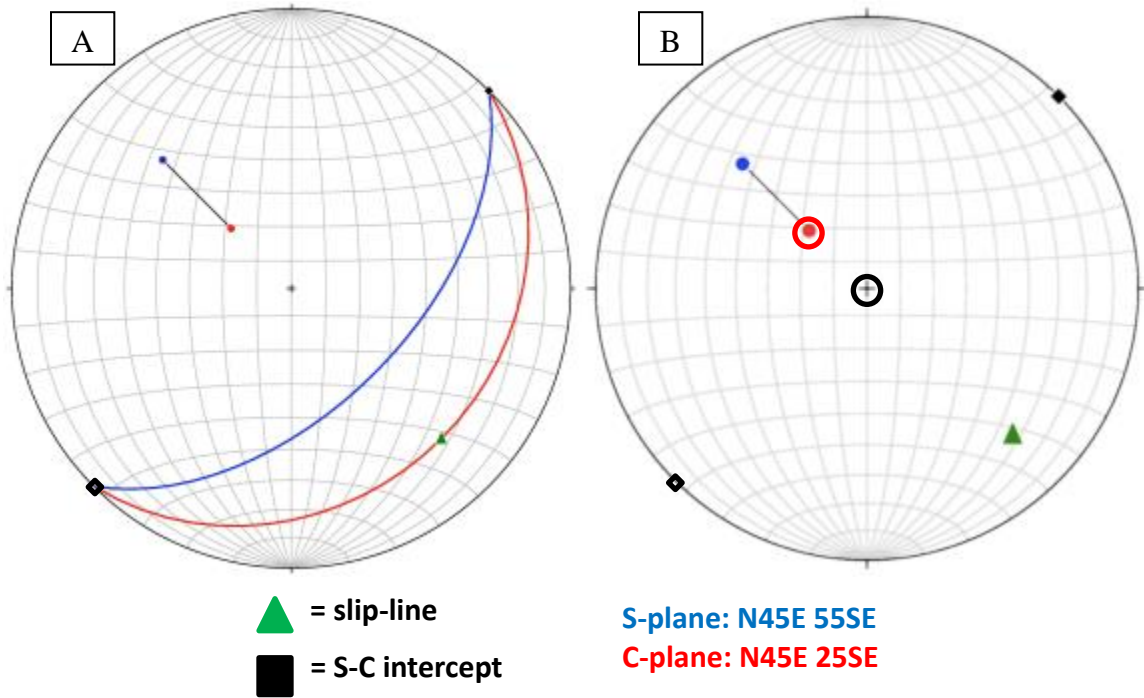 A
B
= slip-line
= S-C intercept
S-plane: N45E 55SE
C-plane: N45E 25SE